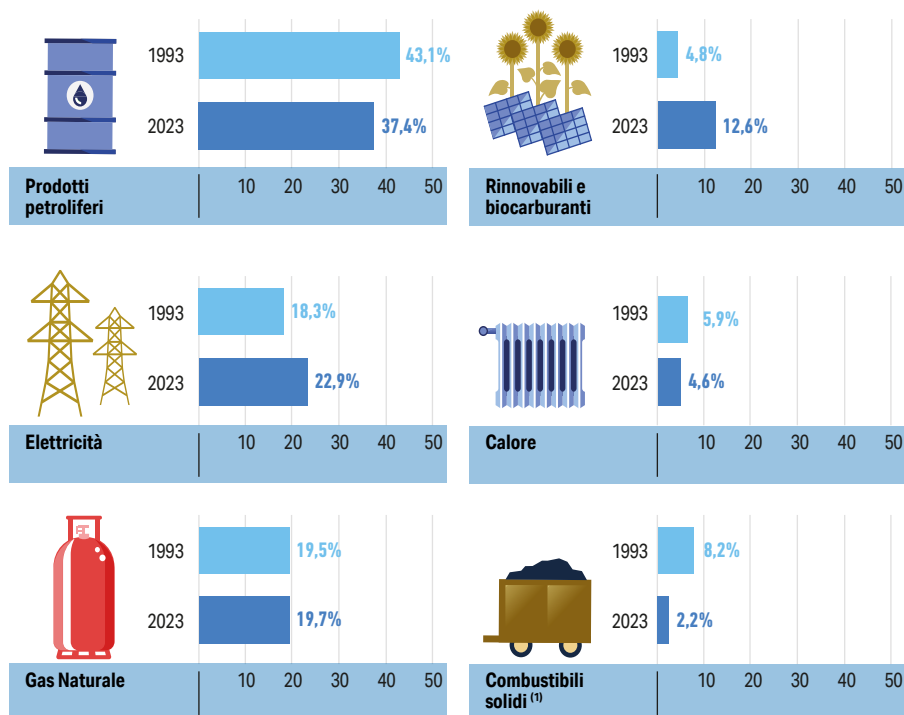 1993
43,1%
2023
37,4%
Prodotti
petroliferi
10 20 30 40 50
1993
4,8%
2023
12,6%
Rinnovabili e
biocarburanti
10 20 30 40 50
1993
18,3%
2023
22,9%
Elettricità
10 20 30 40 50
1993
5,9%
2023
4,6%
Calore
10 20 30 40 50
1993
19,5%
2023
19,7%
Gas Naturale
10 20 30 40 50
1993
8,2%
2023
2,2%
Combustibili
solidi (1)
10 20 30 40 50